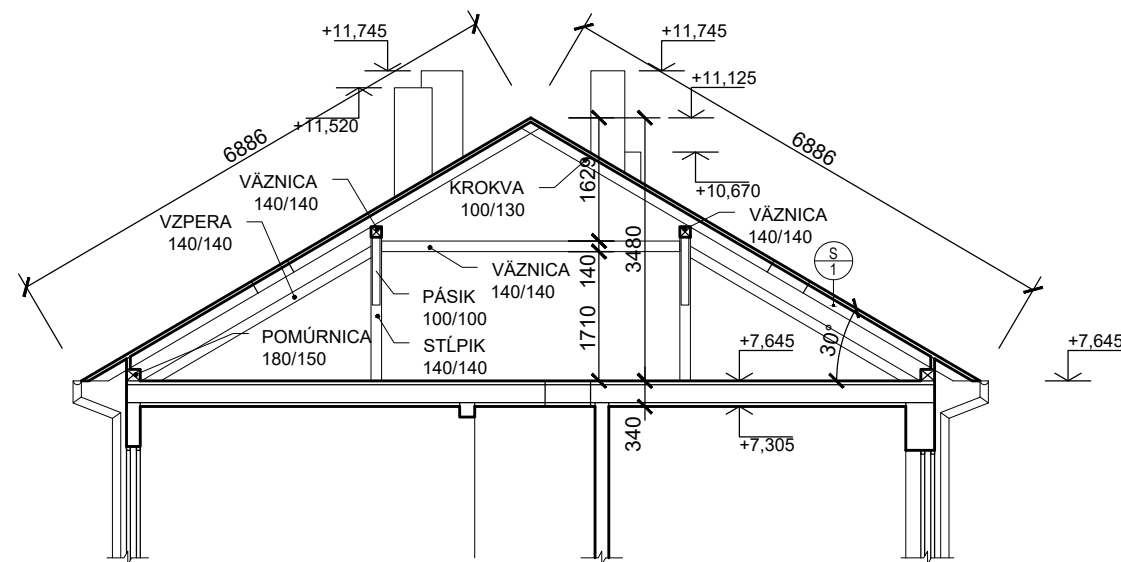 +11,745
+11,745
+11,125
+11,520
6886
6886
1629
+10,670
VÄZNICA
140/140
KROKVA
100/130
VÄZNICA
140/140
VZPERA
140/140
3480
S
1
VÄZNICA
140/140
140
PÁSIK
100/100
POMÚRNICA
180/150
STĹPIK
140/140
1710
30
+7,645
+7,645
340
+7,305